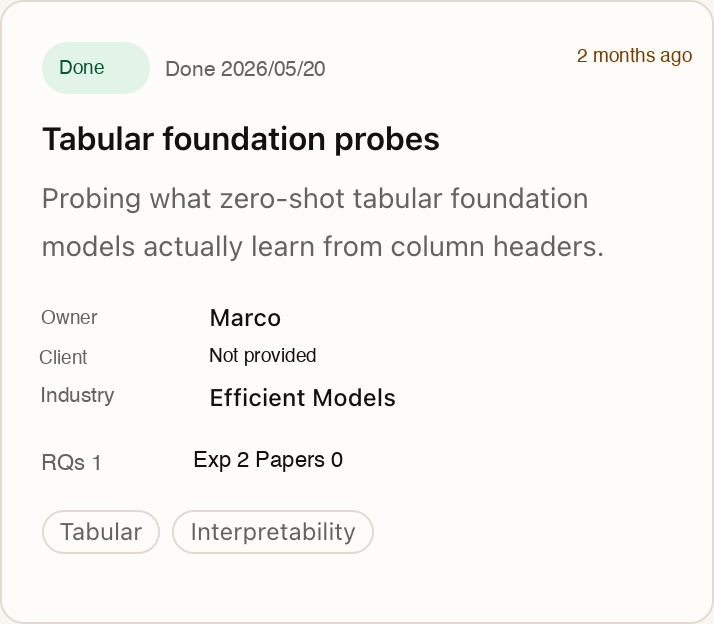 Done Done 2026/05/20 2 months ago
Tabular foundation probes
Probing what zero-shot tabular foundation
models actually learn from column headers.
Owner Marco
Client Not provided
Industry Efficient Models
RQs 1 Exp 2 Papers 0
Tabular Interpretability